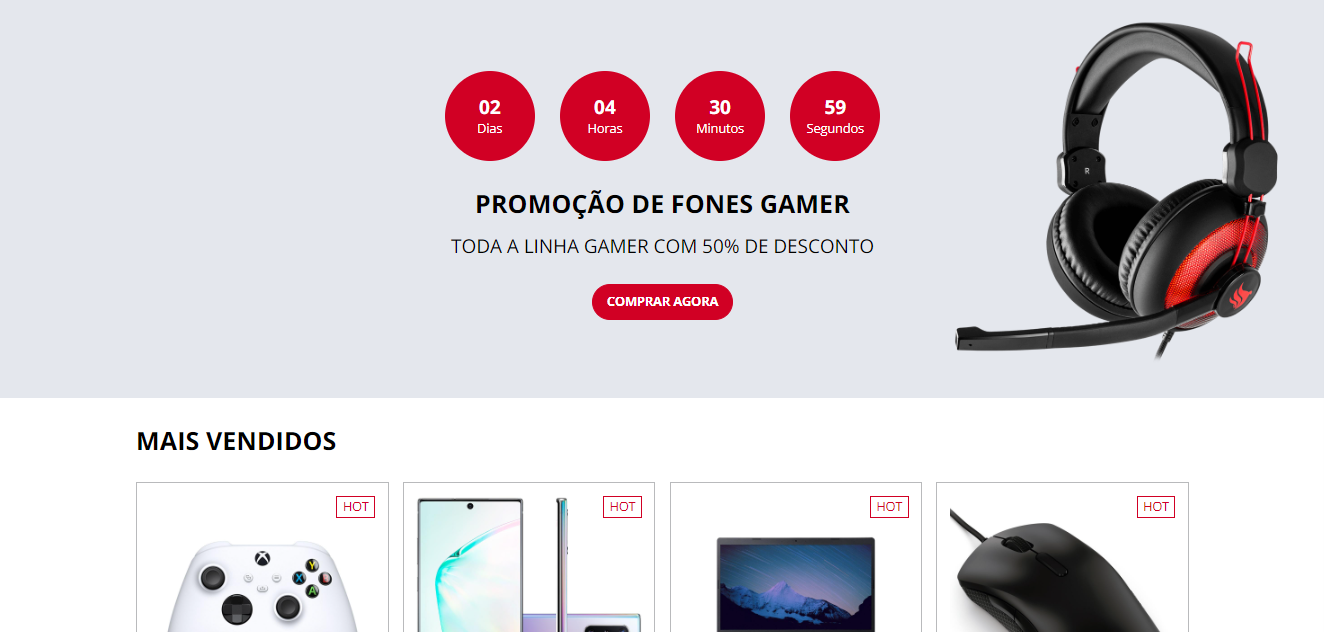 02 04 30 59
Dias Horas Minutos Segundos
PROMOÇÃO DE FONES GAMER
TODA A LINHA GAMER COM 50% DE DESCONTO
COMPRAR AGORA
R
MAIS VENDIDOS
HOT HOT HOT HOT
Y
X
A